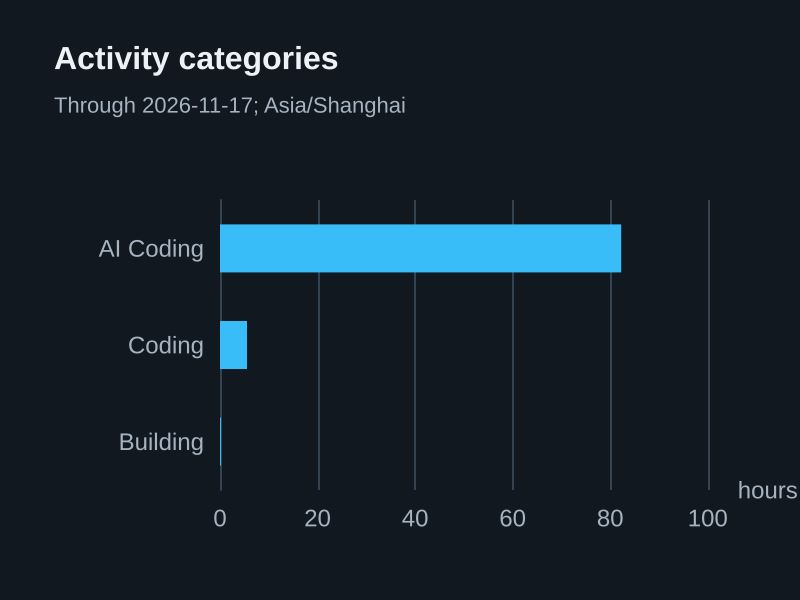 Activity categories
Through 2026-11-17; Asia/Shanghai
AI Coding
Coding
Building
hours
0 20 40 60 80 100